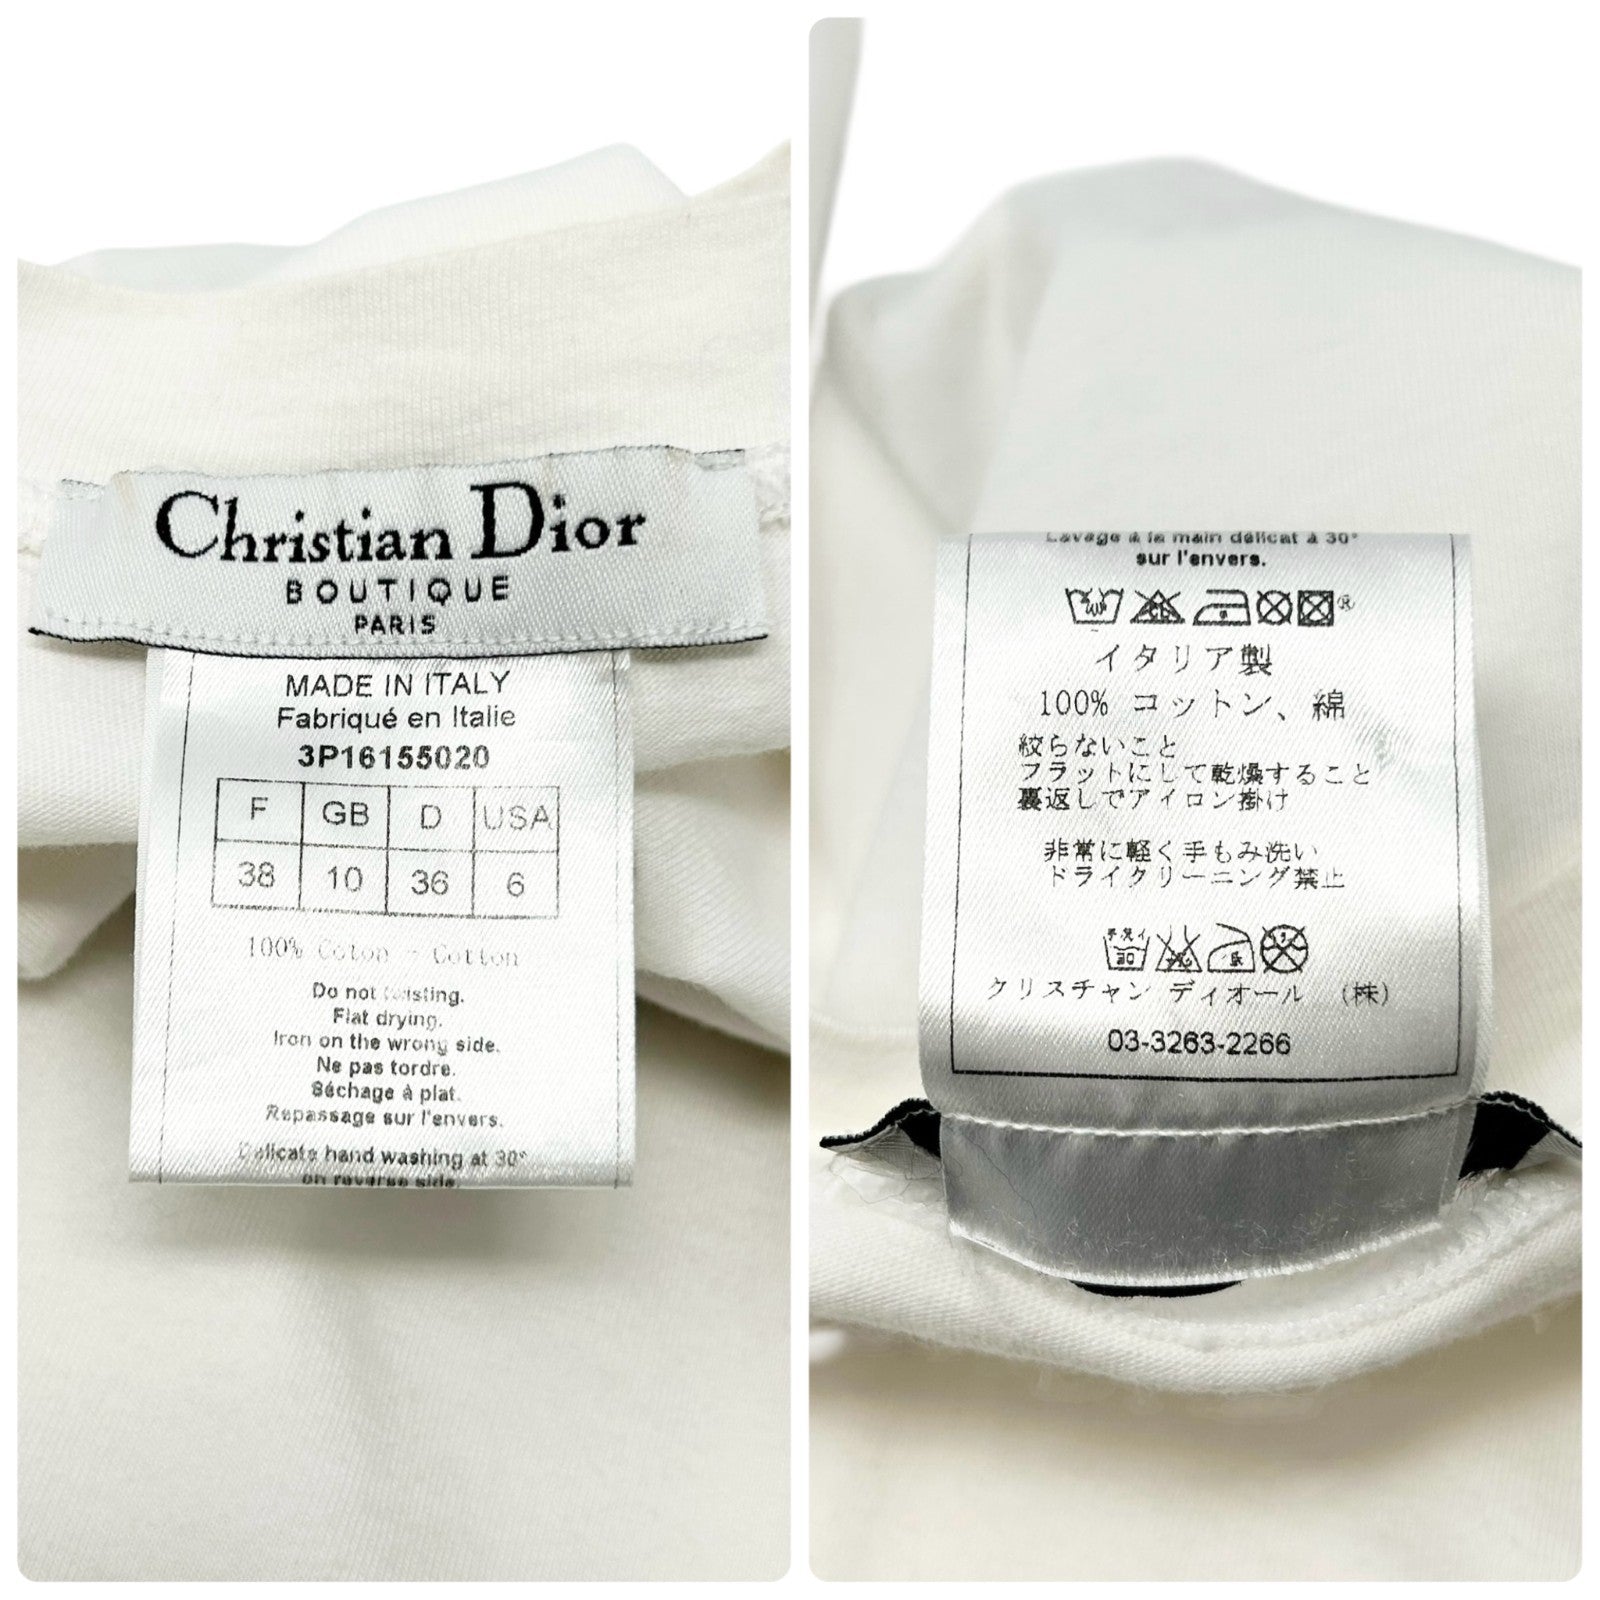 Christian Dior
BOUTIQUE
PARIS
MADE IN ITALY
Fabriqué en Italie
3P16155020
F GB D USA
38 10 36 6
100% Coton - Cotton
Do not twisting.
Flat drying.
Iron on the wrong side.
Ne pas tordre.
Séchage à plat.
Repassage sur l'envers.
Delicate hand washing at 30°
on reverse side.
Lavage à la main délicat à 30°
sur l'envers.
イタリア製
100% コットン、綿
絞らないこと
フラットにして乾燥すること
裏返しでアイロン掛け
非常に軽く手もみ洗い
ドライクリーニング禁止
クリスチャン ディオール （株）
03-3263-2266